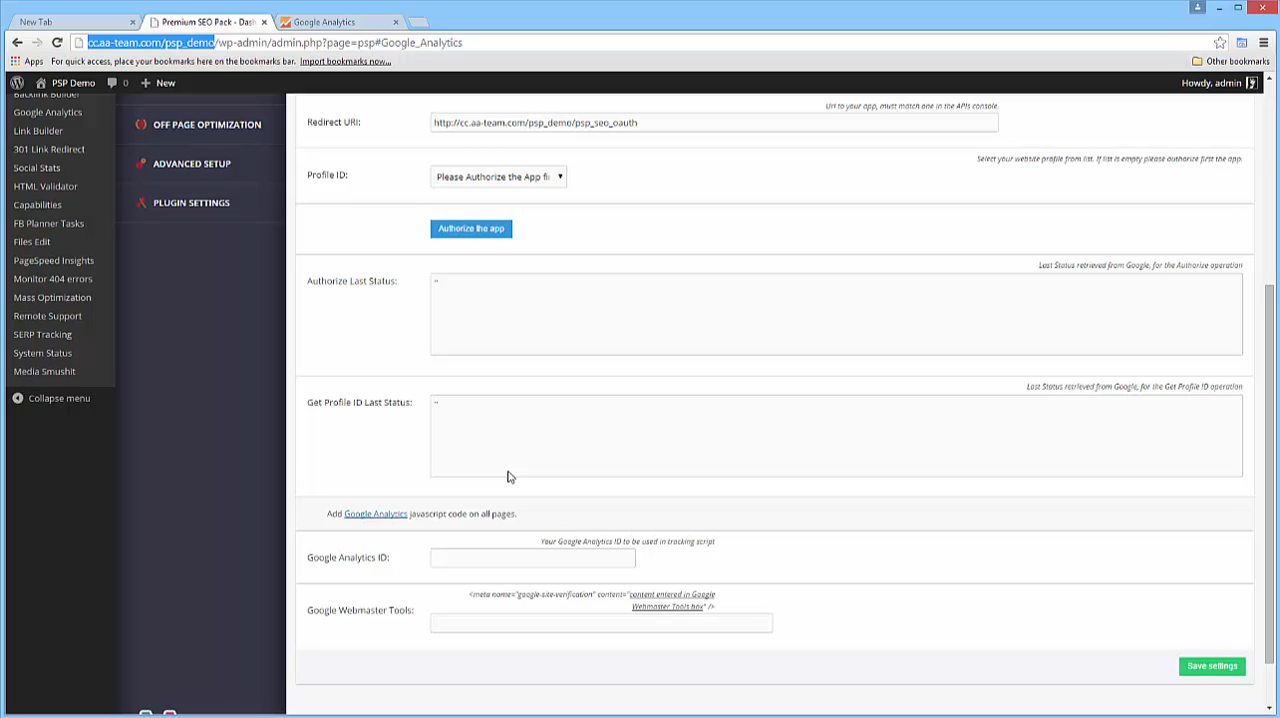 New Tab
Premium SEO Pack - Dash
Google Analytics
cc.aa-team.com/psp_demo/wp-admin/admin.php?page=psp#Google_Analytics
Apps
For quick access, place your bookmarks here on the bookmarks bar. Import bookmarks now...
Other bookmarks
PSP Demo
0
New
Howdy, admin
Backlink Builder
Google Analytics
Link Builder
301 Link Redirect
Social Stats
HTML Validator
Capabilities
FB Planner Tasks
Files Edit
PageSpeed Insights
Monitor 404 errors
Mass Optimization
Remote Support
SERP Tracking
System Status
Media Smushit
Collapse menu
OFF PAGE OPTIMIZATION
ADVANCED SETUP
PLUGIN SETTINGS
Url to your app, must match one in the APIs console.
Redirect URI:
http://cc.aa-team.com/psp_demo/psp_seo_oauth
Select your website profile from list. If list is empty please authorize first the app.
Profile ID:
Please Authorize the App fi
Authorize the app
Last Status retrieved from Google, for the Authorize operation
Authorize Last Status:
Last Status retrieved from Google, for the Get Profile ID operation
Get Profile ID Last Status:
Add Google Analytics javascript code on all pages.
Your Google Analytics ID to be used in tracking script
Google Analytics ID:
<meta name="google-site-verification" content="content entered in Google
Webmaster Tools box" />
Google Webmaster Tools:
Save settings